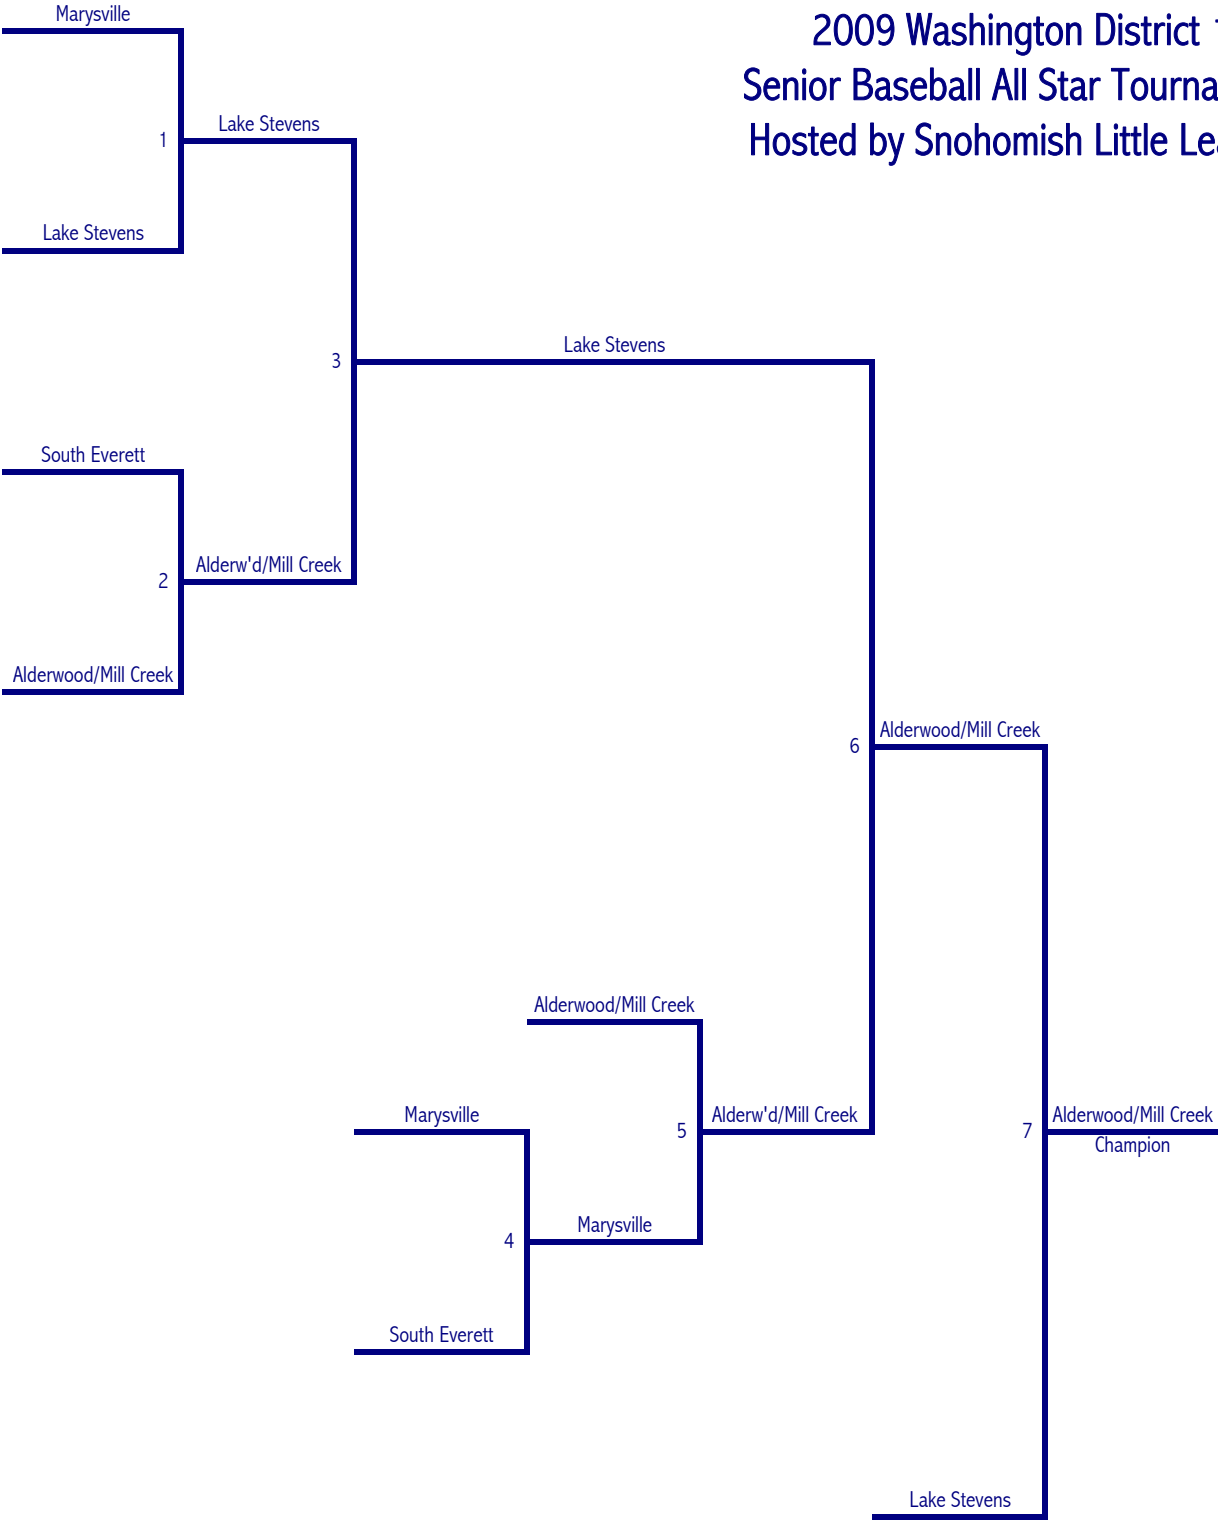 Marysville
2009 Washington District
Senior Baseball All Star
Hosted by Snohomish Little
1
Lake Stevens
Lake Stevens
Lake Stevens
3
South Everett
Alderw'd/Mill Creek
2
Alderwood/Mill Creek
Alderwood/Mill Creek
6
Alderwood/Mill Creek
Marysville
Alderw'd/Mill Creek
Alderwood/Mill Creek
5
7
Champion
Marysville
4
South Everett
Lake Stevens